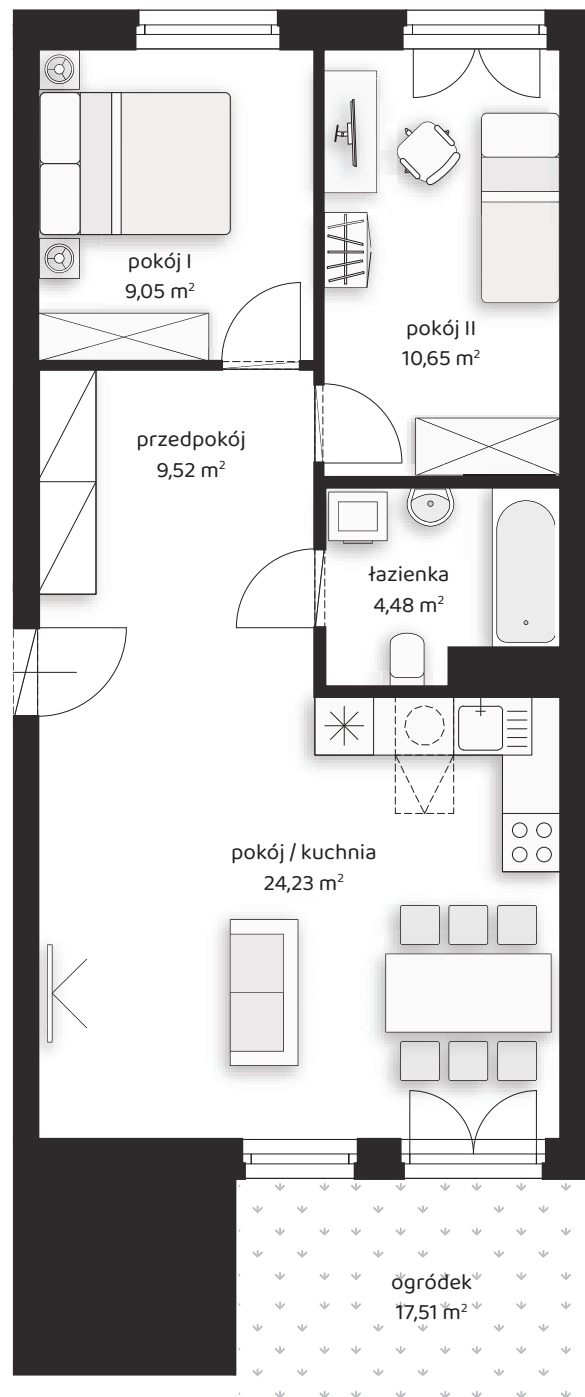 pokój I
9,05 m²
pokój II
10,65 m²
przedpokój
9,52 m²
łazienka
4,48 m²
pokój / kuchnia
24,23 m²
ogródek
17,51 m²